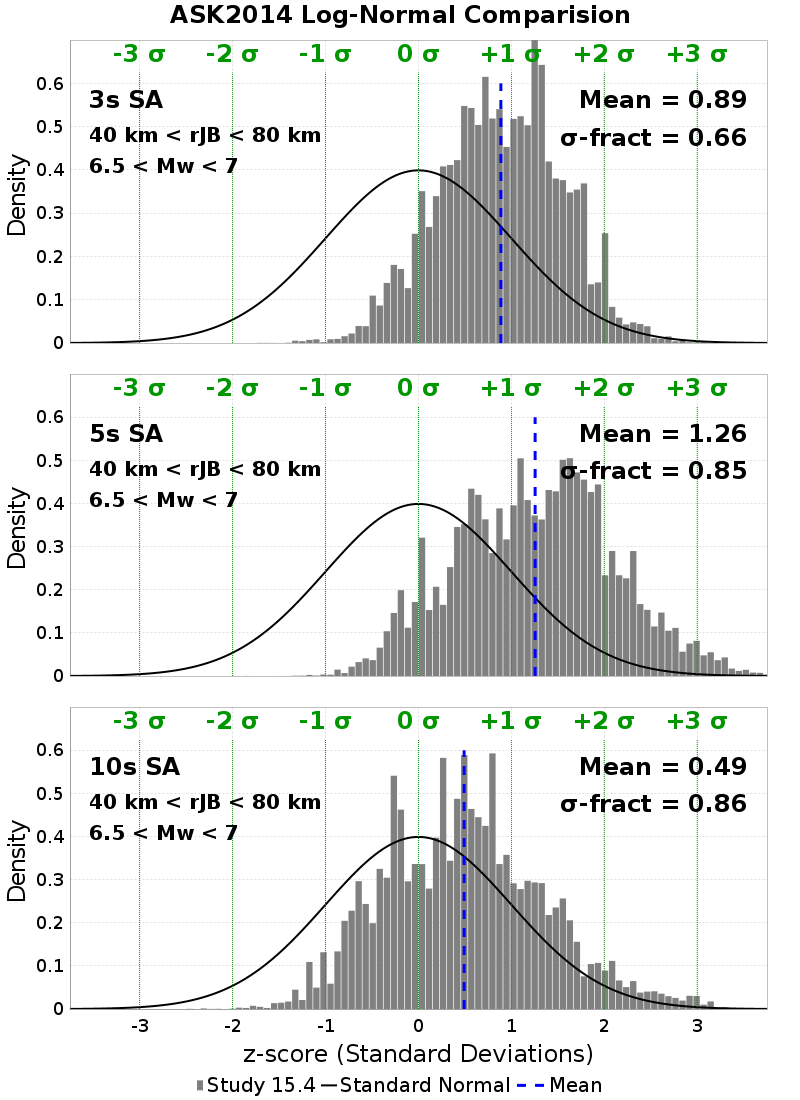 ASK2014 Log-Normal Comparision
-3 σ -2 σ -1 σ 0 σ +1 σ +2 σ +3 σ
0.6
3s SA Mean = 0.89
0.5
40 km < rJB < 80 km σ-fract = 0.66
6.5 < Mw < 7
0.4
0.3
0.2
0.1
0
Density
-3 σ -2 σ -1 σ 0 σ +1 σ +2 σ +3 σ
0.6
5s SA Mean = 1.26
0.5
40 km < rJB < 80 km σ-fract = 0.85
6.5 < Mw < 7
0.4
0.3
0.2
0.1
0
Density
-3 σ -2 σ -1 σ 0 σ +1 σ +2 σ +3 σ
0.6
10s SA Mean = 0.49
0.5
40 km < rJB < 80 km σ-fract = 0.86
6.5 < Mw < 7
0.4
0.3
0.2
0.1
0
Density
-3 -2 -1 0 1 2 3
z-score (Standard Deviations)
Study 15.4 Standard Normal Mean